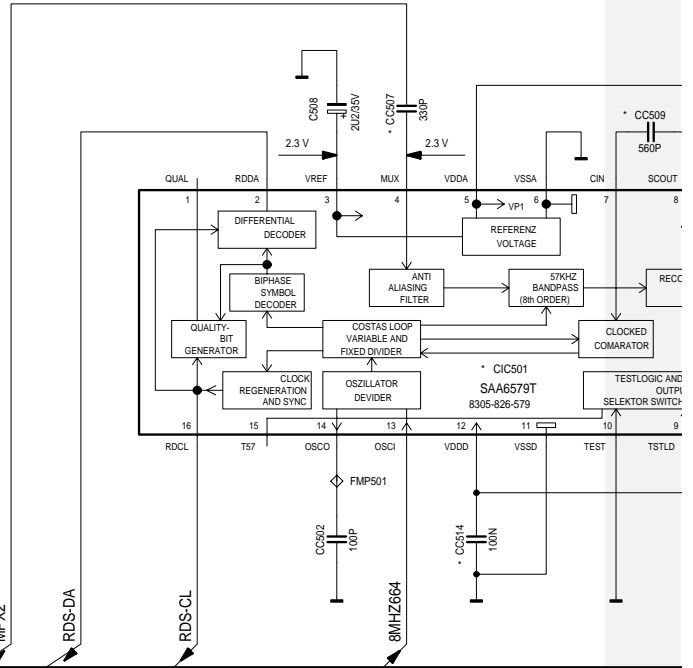 C508
2U2/35V
+
* CC507
330P
* CC509
560P
2.3 V
2.3 V
QUAL
RDDA
VREF
MUX
VDDA
VSSA
CIN
SCOUT
1
2
3
4
5
6
7
8
VP1
DIFFERENTIAL
DECODER
REFERENZ
VOLTAGE
BIPHASE
SYMBOL
DECODER
ANTI
ALIASING
FILTER
57KHZ
BANDPASS
(8th ORDER)
RECO
QUALITY-
BIT
GENERATOR
COSTAS LOOP
VARIABLE AND
FIXED DIVIDER
CLOCKED
COMARATOR
CLOCK
REGENERATION
AND SYNC
OSZILLATOR
DEVIDER
* CIC501
SAA6579T
8305-826-579
TESTLOGIC AND
OUTPU
SELEKTOR SWITCH
16
15
14
13
12
11
10
9
RDCL
T57
OSCO
OSCI
VDDD
VSSD
TEST
TSTLD
FMP501
CC502
100P
* CC514
100N
MPX2
RDS-DA
RDS-CL
8MHZ664